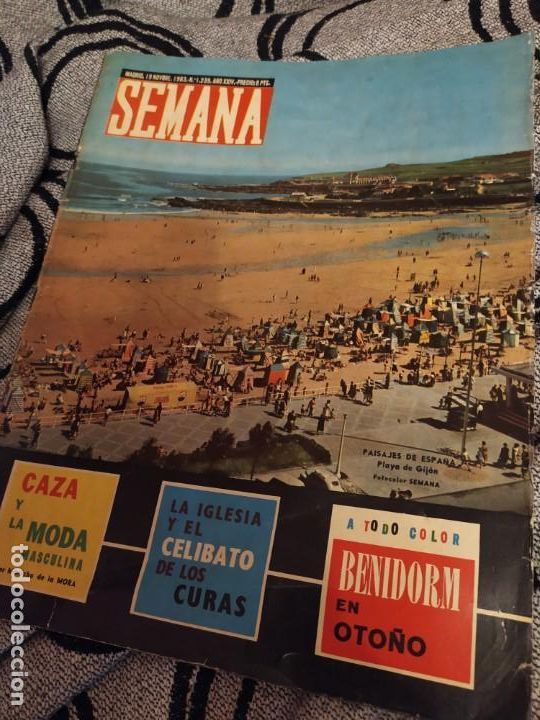 MADRID, 19 NOVBRE. 1963.-N.º 1.239. AÑO XXIV.-PRECIO: 8 PTS.
SEMANA
PAISAJES DE ESPAÑA
Playa de Gijón
Fotocolor SEMANA
CAZA
Y
LA MODA
MASCULINA
de la MORA
LA IGLESIA
Y EL
CELIBATO
DE LOS
CURAS
A TODO COLOR
BENIDORM
EN
OTOÑO
todocoleccion.net